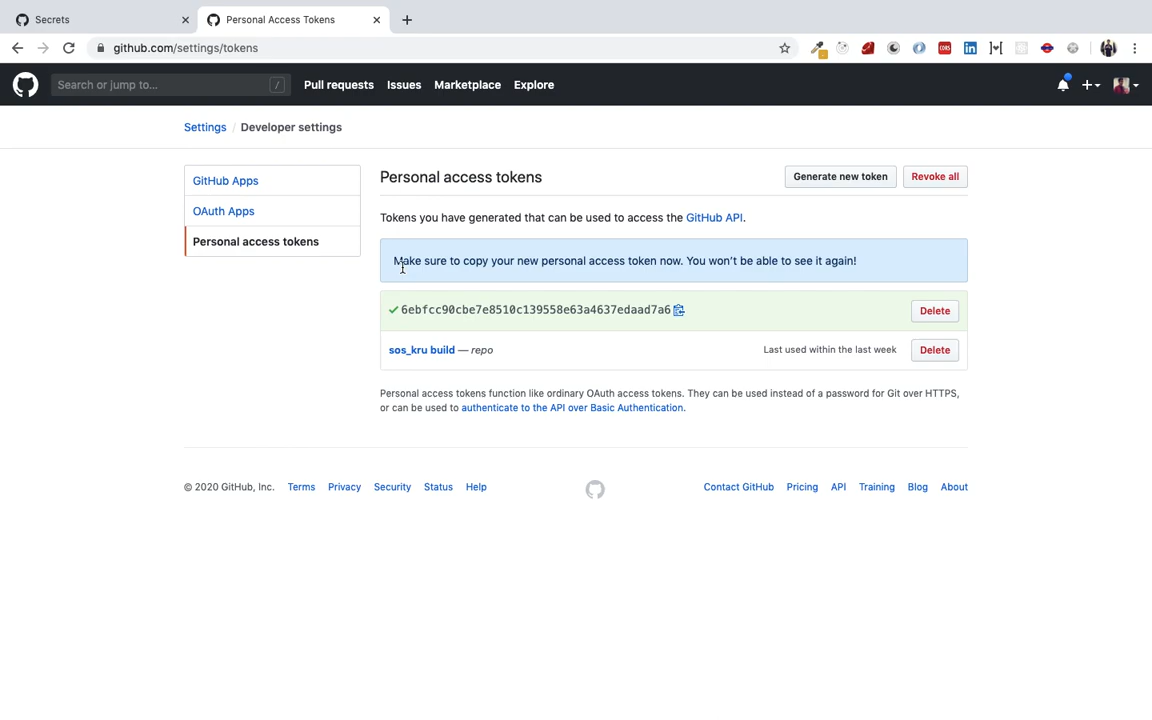 Secrets
Personal Access Tokens
github.com/settings/tokens
CORS
Search or jump to...
/
Pull requests Issues Marketplace Explore
Settings / Developer settings
GitHub Apps
OAuth Apps
Personal access tokens
Personal access tokens
Generate new token
Revoke all
Tokens you have generated that can be used to access the GitHub API.
Make sure to copy your new personal access token now. You won't be able to see it again!
6ebfcc90cbe7e8510c139558e63a4637edaad7a6
Delete
sos_kru build — repo
Last used within the last week
Delete
Personal access tokens function like ordinary OAuth access tokens. They can be used instead of a password for Git over HTTPS,
or can be used to authenticate to the API over Basic Authentication.
© 2020 GitHub, Inc. Terms Privacy Security Status Help
Contact GitHub Pricing API Training Blog About